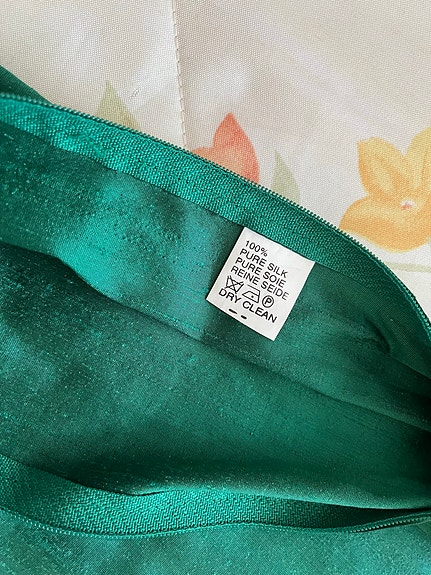 100%
PURE SILK
PURE SOIE
REINE SEIDE
P
DRY CLEAN